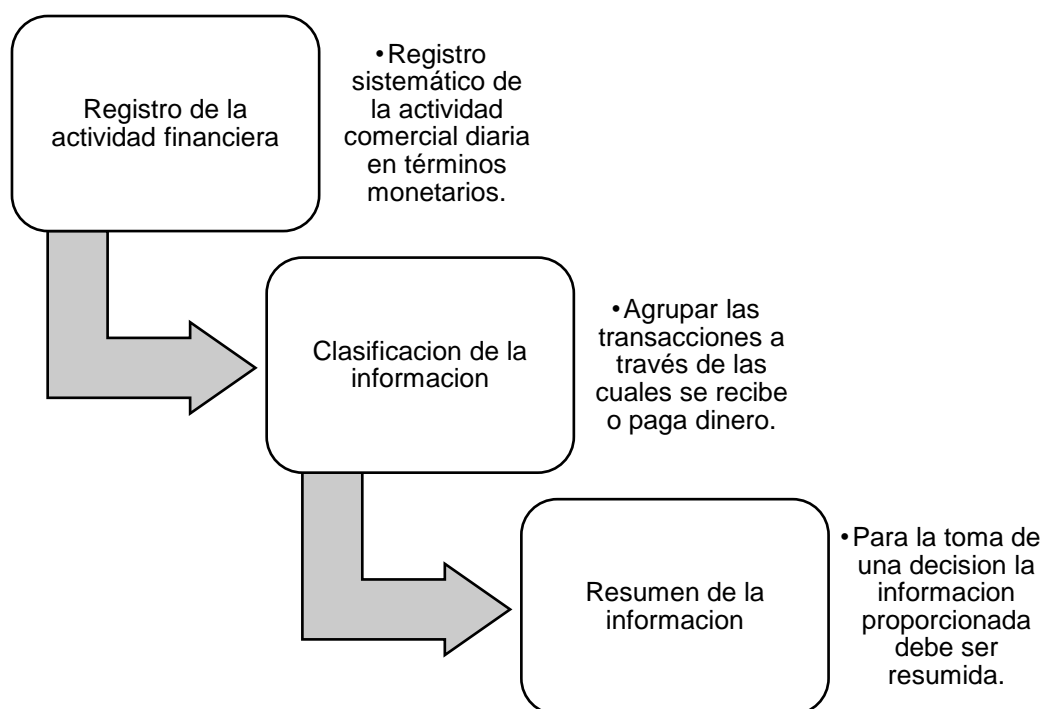 Registro de la
actividad financiera
•Registro
sistemático de
la actividad
comercial diaria
en términos
monetarios.
Clasificacion de la
informacion
•Agrupar las
transacciones a
través de las
cuales se recibe
o paga dinero.
Resumen de la
informacion
•Para la toma de
una decision la
informacion
proporcionada
debe ser
resumida.